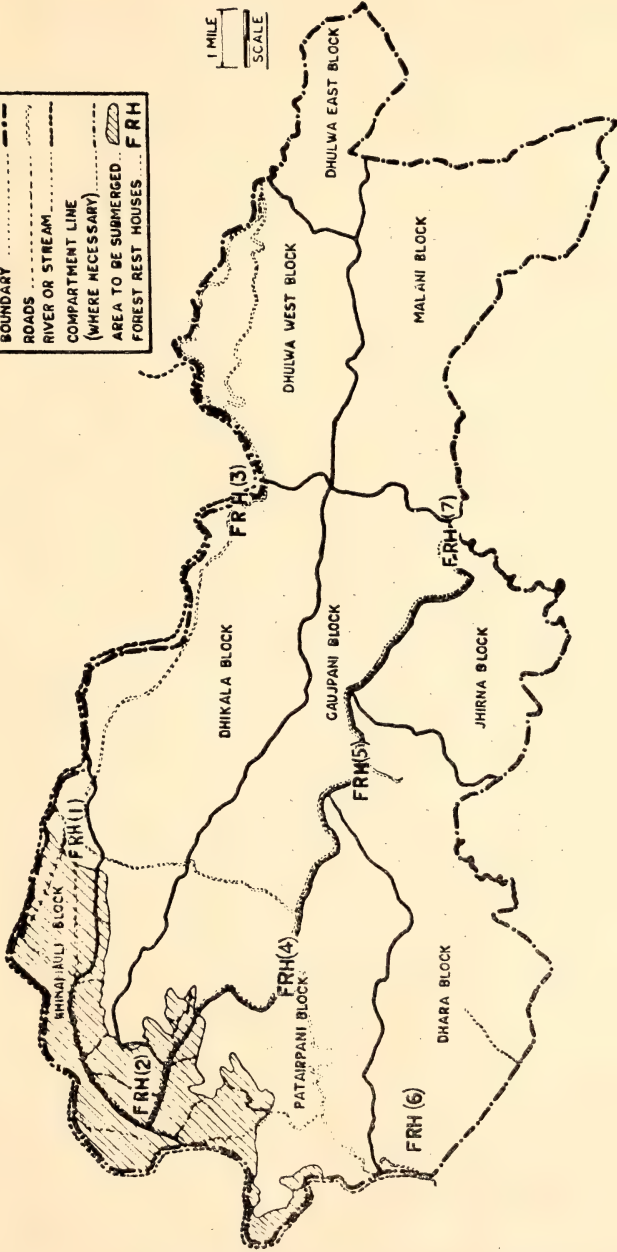 BOUNDARY
ROADS
RIVER OR STREAM
COMPARTMENT LINE
(WHERE NECESSARY)
AREA TO BE SUBMERGED
FOREST REST HOUSES FRH
1 MILE
SCALE
BLOCK
FRH (1)
FRH (2)
DHIKALA BLOCK
FRH (3)
DHULWA WEST BLOCK
DHULWA EAST BLOCK
FRH (4)
PATAIRPANI BLOCK
GAUJPANI BLOCK
MALANI BLOCK
FRH (5)
FRH (7)
JHIRNA BLOCK
DHARA BLOCK
FRH (6)